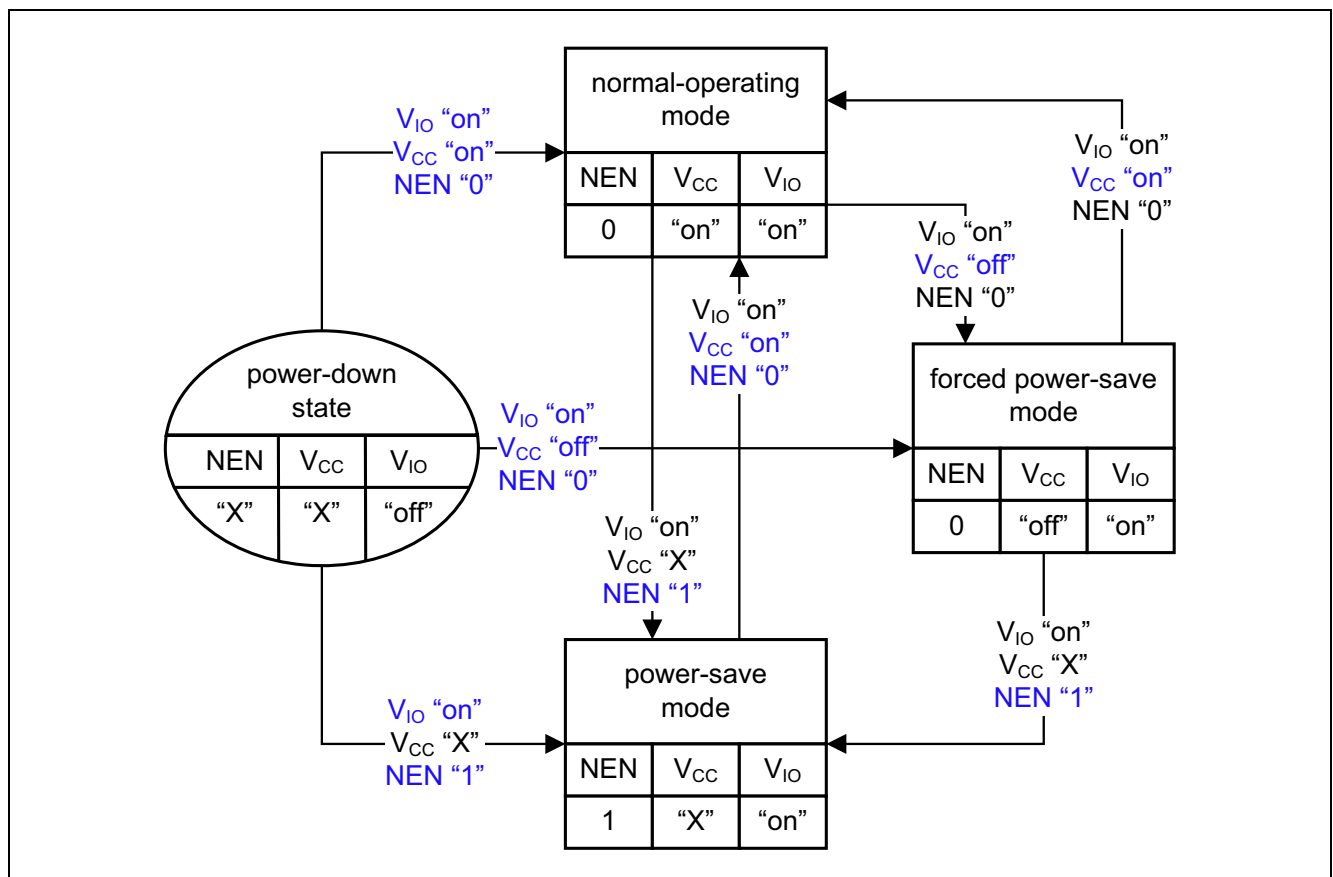 normal-operating
mode
NEN VCC VIO
0 “on” “on”
VIO “on”
VCC “on”
NEN “0”
VIO “on”
VCC “on”
NEN “0”
VIO “on”
VCC “off”
NEN “0”
VIO “on”
VCC “on”
NEN “0”
power-down
state
NEN VCC VIO
“X” “X” “off”
VIO “on”
VCC “off”
NEN “0”
forced power-save
mode
NEN VCC VIO
0 “off” “on”
VIO “on”
VCC “X”
NEN “1”
VIO “on”
VCC “X”
NEN “1”
VIO “on”
VCC “X”
NEN “1”
power-save
mode
NEN VCC VIO
1 “X” “on”